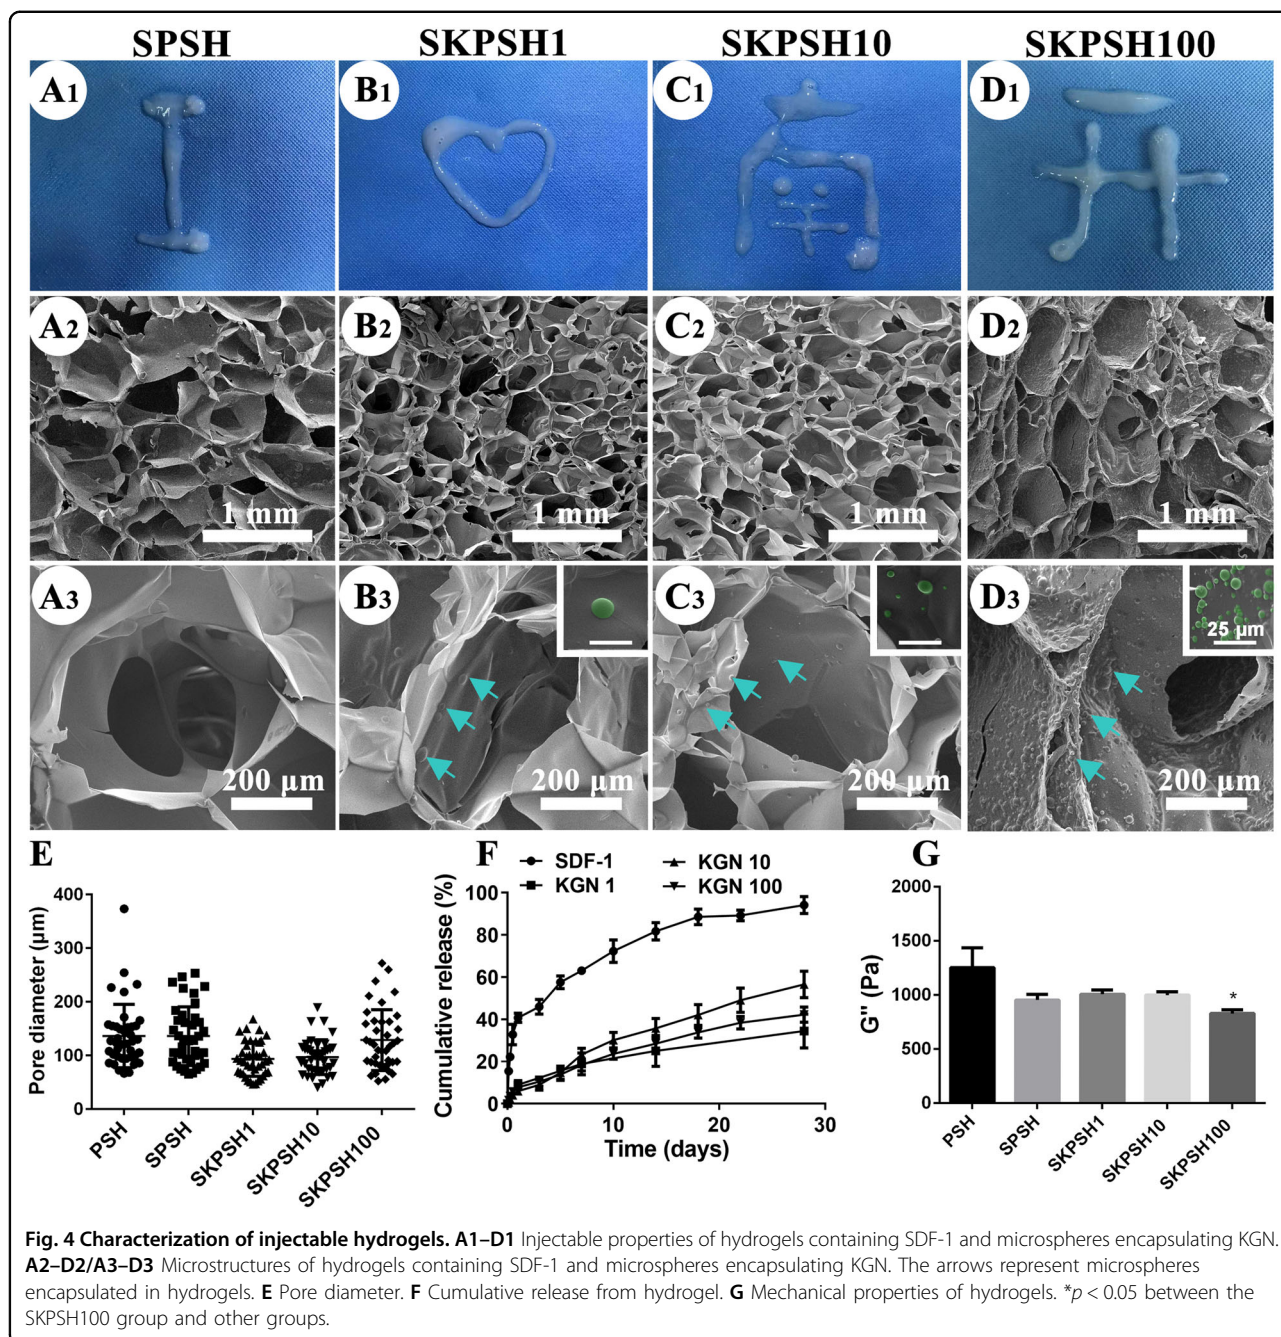 SPSH SKPSH1 SKPSH10 SKPSH100
A1 B1 C1 D1
I 南 开
A2 B2 C2 D2
1 mm 1 mm 1 mm 1 mm
A3 B3 C3 D3
25 µm
200 µm 200 µm 200 µm 200 µm
E
Pore diameter (µm)
400
300
200
100
0
PSH SPSH SKPSH1 SKPSH10 SKPSH100
F
SDF-1 KGN 10
KGN 1 KGN 100
Cumulative release (%)
100
80
60
40
20
0
0 10 20 30
Time (days)
G
G'' (Pa)
2000
1500
1000
500
0
*
PSH SPSH SKPSH1 SKPSH10 SKPSH100
Fig. 4 Characterization of injectable hydrogels. A1–D1 Injectable properties of hydrogels containing SDF-1 and microspheres encapsulating KGN.
A2–D2/A3–D3 Microstructures of hydrogels containing SDF-1 and microspheres encapsulating KGN. The arrows represent microspheres
encapsulated in hydrogels. E Pore diameter. F Cumulative release from hydrogel. G Mechanical properties of hydrogels. *p < 0.05 between the
SKPSH100 group and other groups.